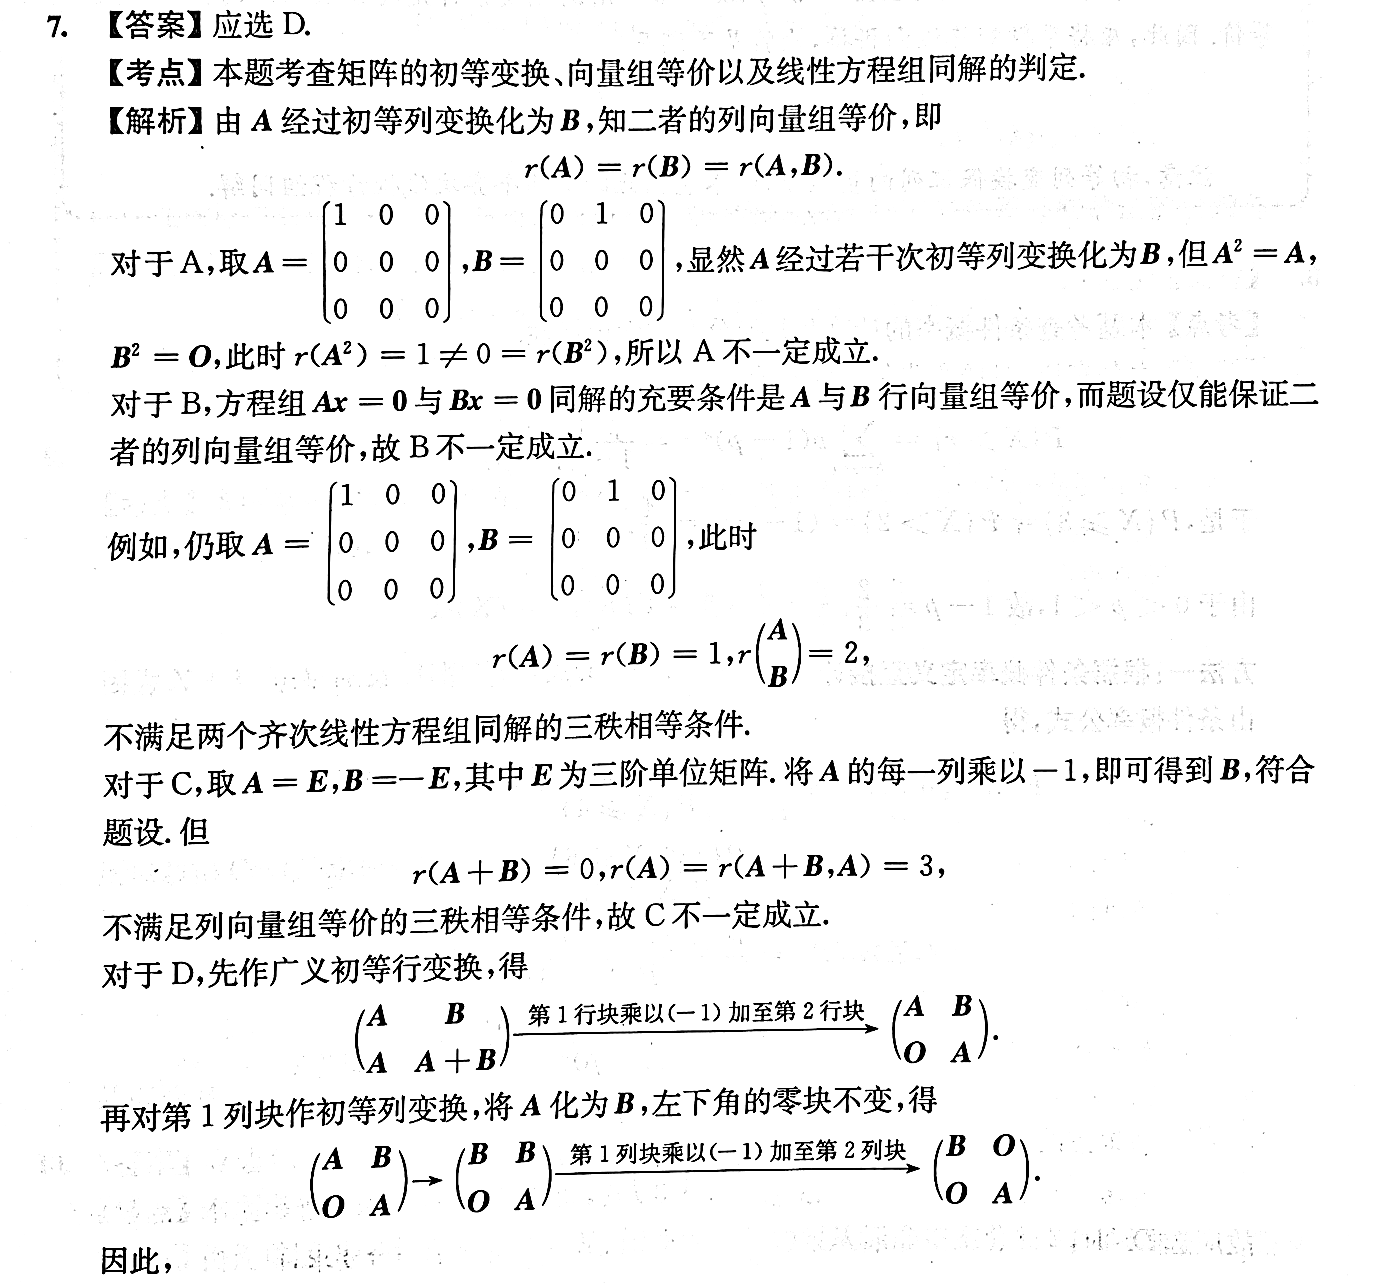 7. 【答案】应选 D.
【考点】本题考查矩阵的初等变换、向量组等价以及线性方程组同解的判定.
【解析】由 A 经过初等列变换化为 B,知二者的列向量组等价,即
r(A) = r(B) = r(A,B).
对于 A,取 A = [1 0 0; 0 0 0; 0 0 0], B = [0 1 0; 0 0 0; 0 0 0],显然 A 经过若干次初等列变换化为 B,但 A² = A,
B² = O,此时 r(A²) = 1 ≠ 0 = r(B²),所以 A 不一定成立.
对于 B,方程组 Ax = 0 与 Bx = 0 同解的充要条件是 A 与 B 行向量组等价,而题设仅能保证二
者的列向量组等价,故 B 不一定成立.
例如,仍取 A = [1 0 0; 0 0 0; 0 0 0], B = [0 1 0; 0 0 0; 0 0 0],此时
r(A) = r(B) = 1, r(A; B) = 2,
不满足两个齐次线性方程组同解的三秩相等条件.
对于 C,取 A = E, B = −E,其中 E 为三阶单位矩阵. 将 A 的每一列乘以 −1,即可得到 B,符合
题设. 但
r(A+B) = 0, r(A) = r(A+B,A) = 3,
不满足列向量组等价的三秩相等条件,故 C 不一定成立.
对于 D,先作广义初等行变换,得
(A B; A A+B) 第 1 行块乘以(−1) 加至第 2 行块 → (A B; O A).
再对第 1 列块作初等列变换,将 A 化为 B,左下角的零块不变,得
(A B; O A) → (B B; O A) 第 1 列块乘以(−1) 加至第 2 列块 → (B O; O A).
因此,